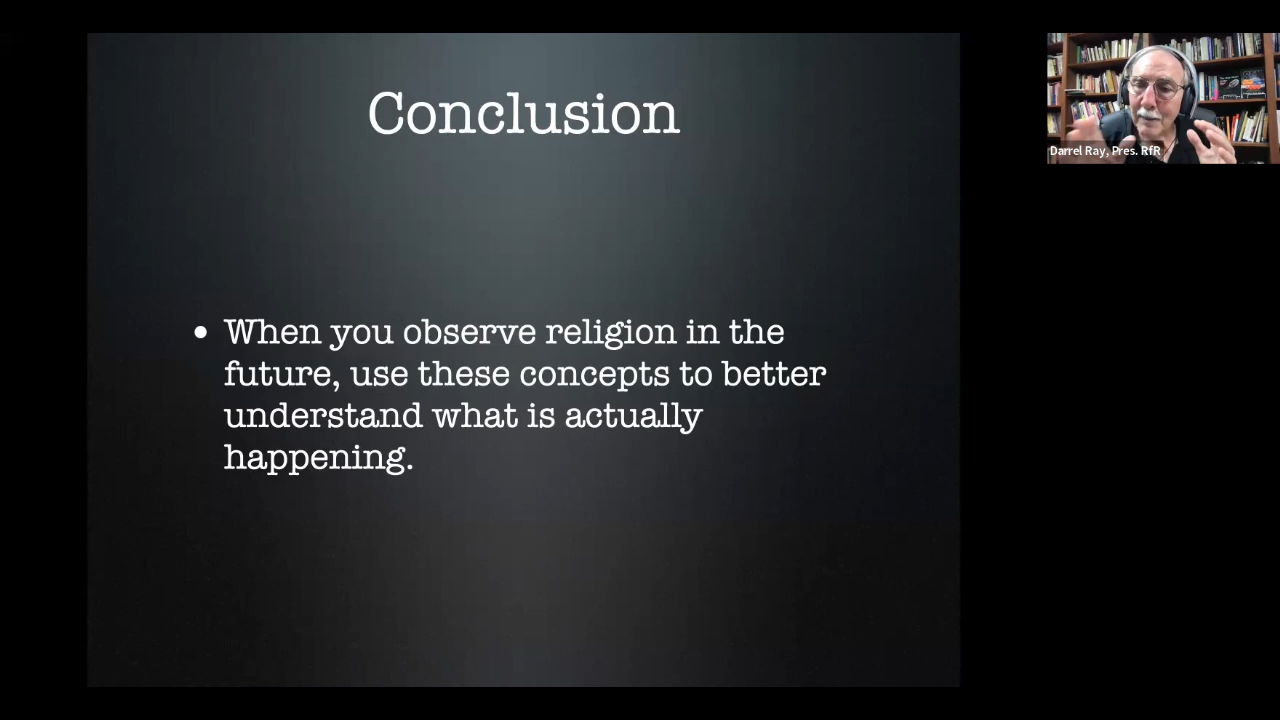 Conclusion
• When you observe religion in the
future, use these concepts to better
understand what is actually
happening.
Darrel Ray, Pres. RfR